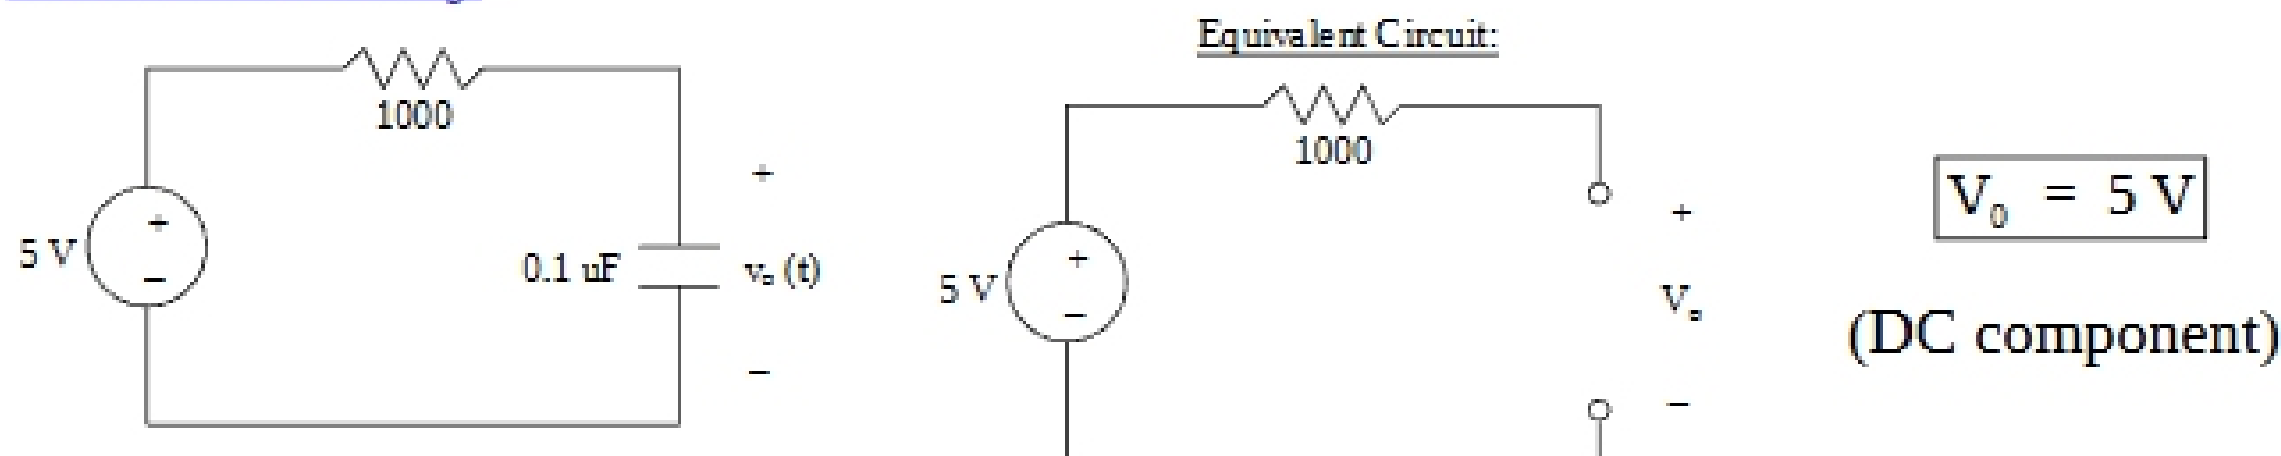 Equivalent Circuit:
1000
+
5 V
−
0.1 uF
+
vₒ (t)
−
1000
+
5 V
−
+
Vₒ
−
V₀ = 5 V
(DC component)